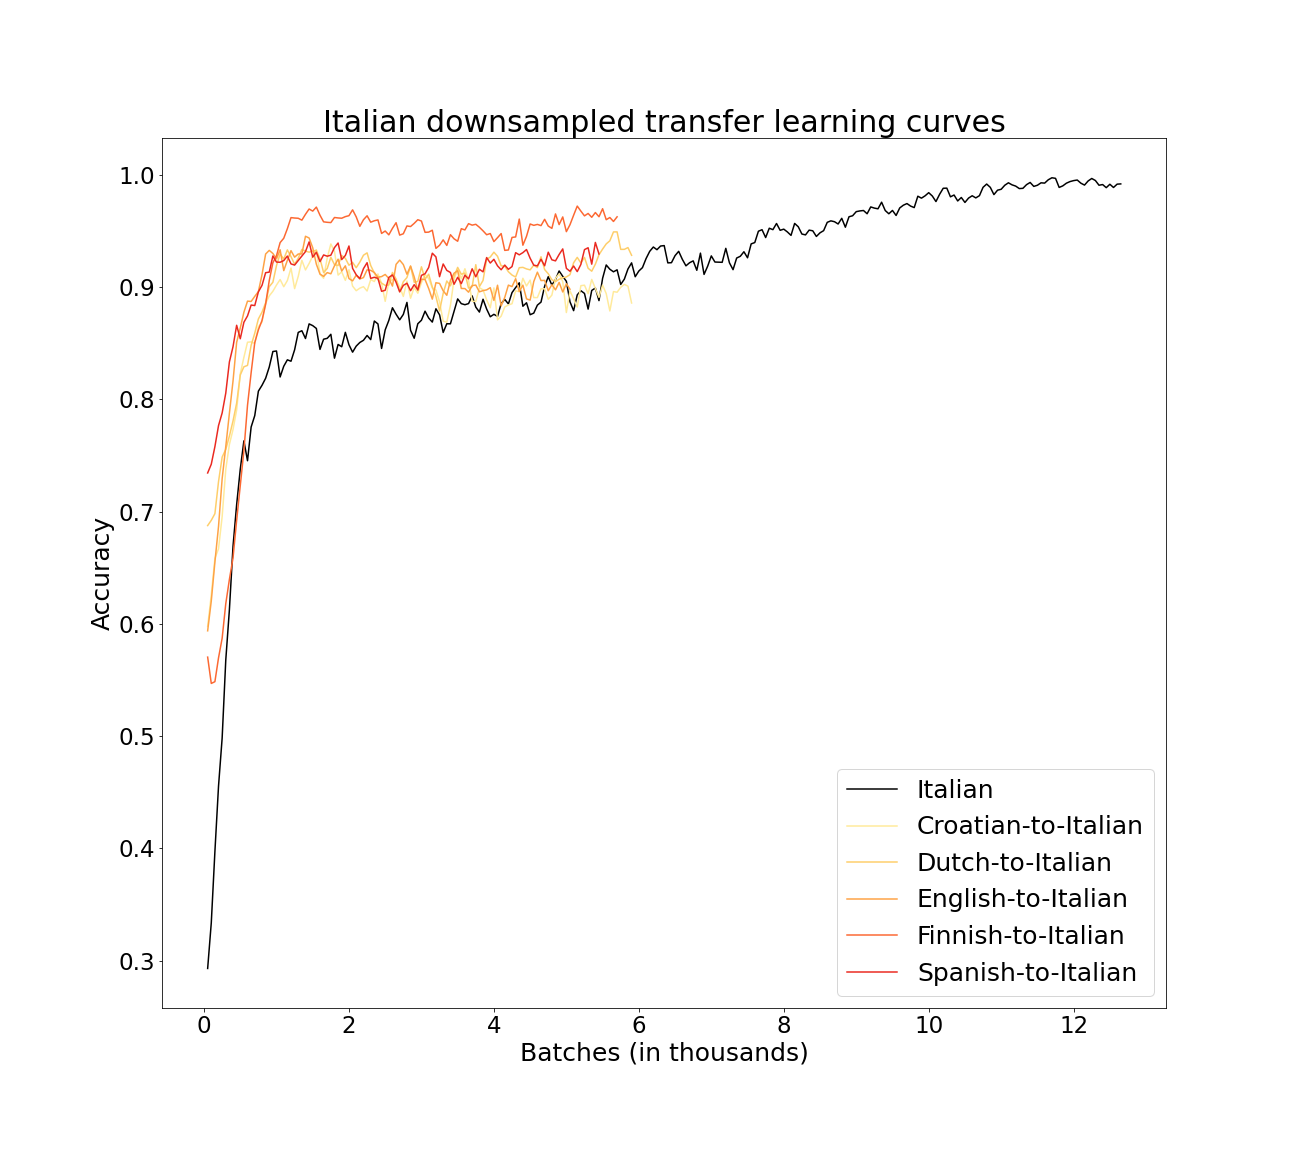 Italian downsampled transfer learning curves
Accuracy
1.0
0.9
0.8
0.7
0.6
0.5
0.4
0.3
0 2 4 6 8 10 12
Batches (in thousands)
Italian
Croatian-to-Italian
Dutch-to-Italian
English-to-Italian
Finnish-to-Italian
Spanish-to-Italian